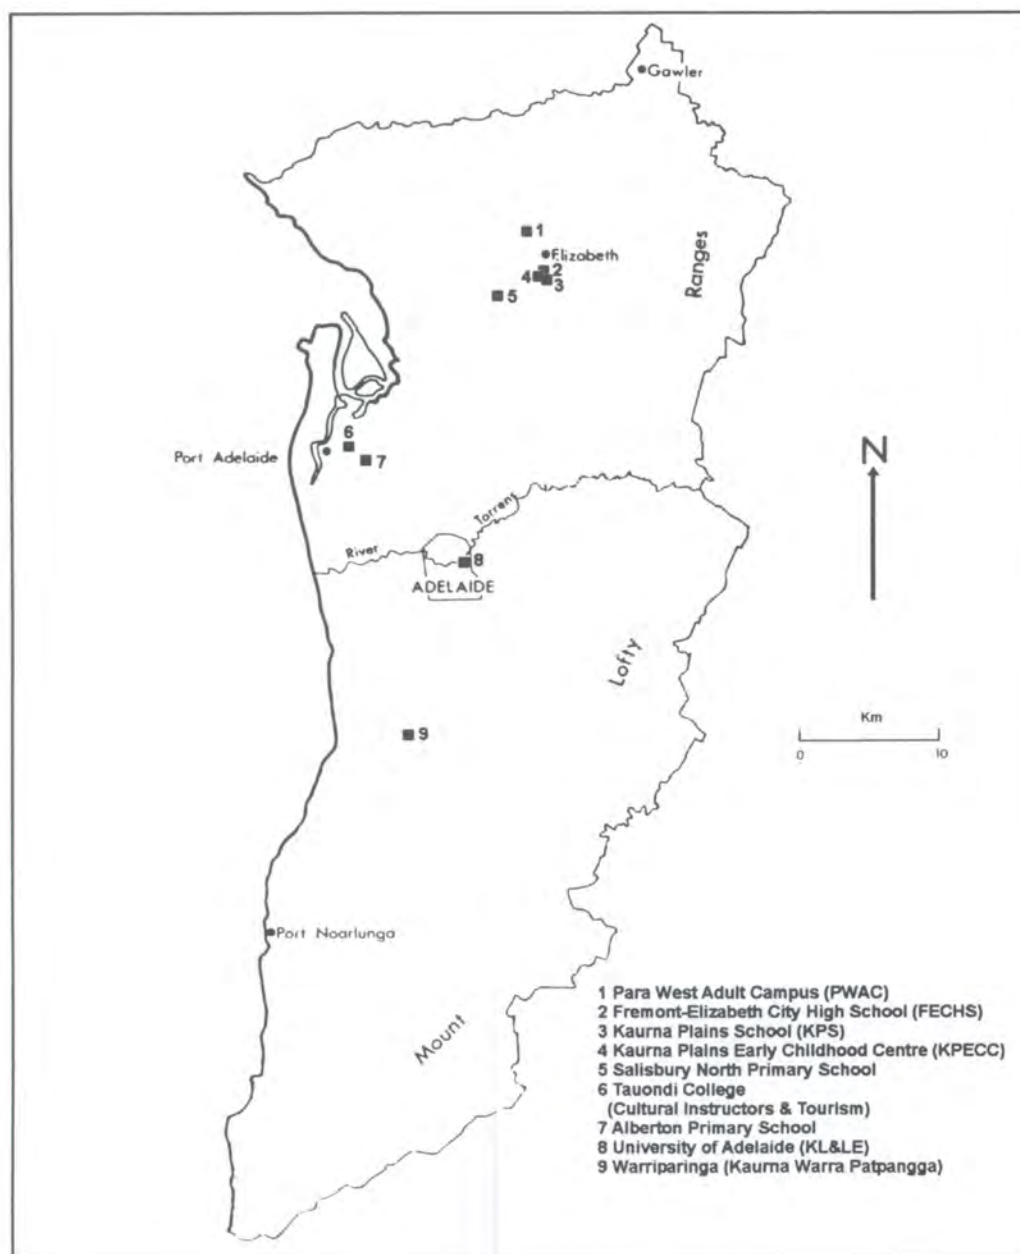 Gawler
1
Elizabeth
2
4
3
5
Ranges
6
Port Adelaide
7
N
River
Torrens
8
ADELAIDE
Lofty
Km
0 10
9
Port Noarlunga
Mount
1 Para West Adult Campus (PWAC)
2 Fremont-Elizabeth City High School (FECHS)
3 Kaurna Plains School (KPS)
4 Kaurna Plains Early Childhood Centre (KPECC)
5 Salisbury North Primary School
6 Tauondi College
(Cultural Instructors & Tourism)
7 Alberton Primary School
8 University of Adelaide (KL&LE)
9 Warriparinga (Kaurna Warra Patpangga)